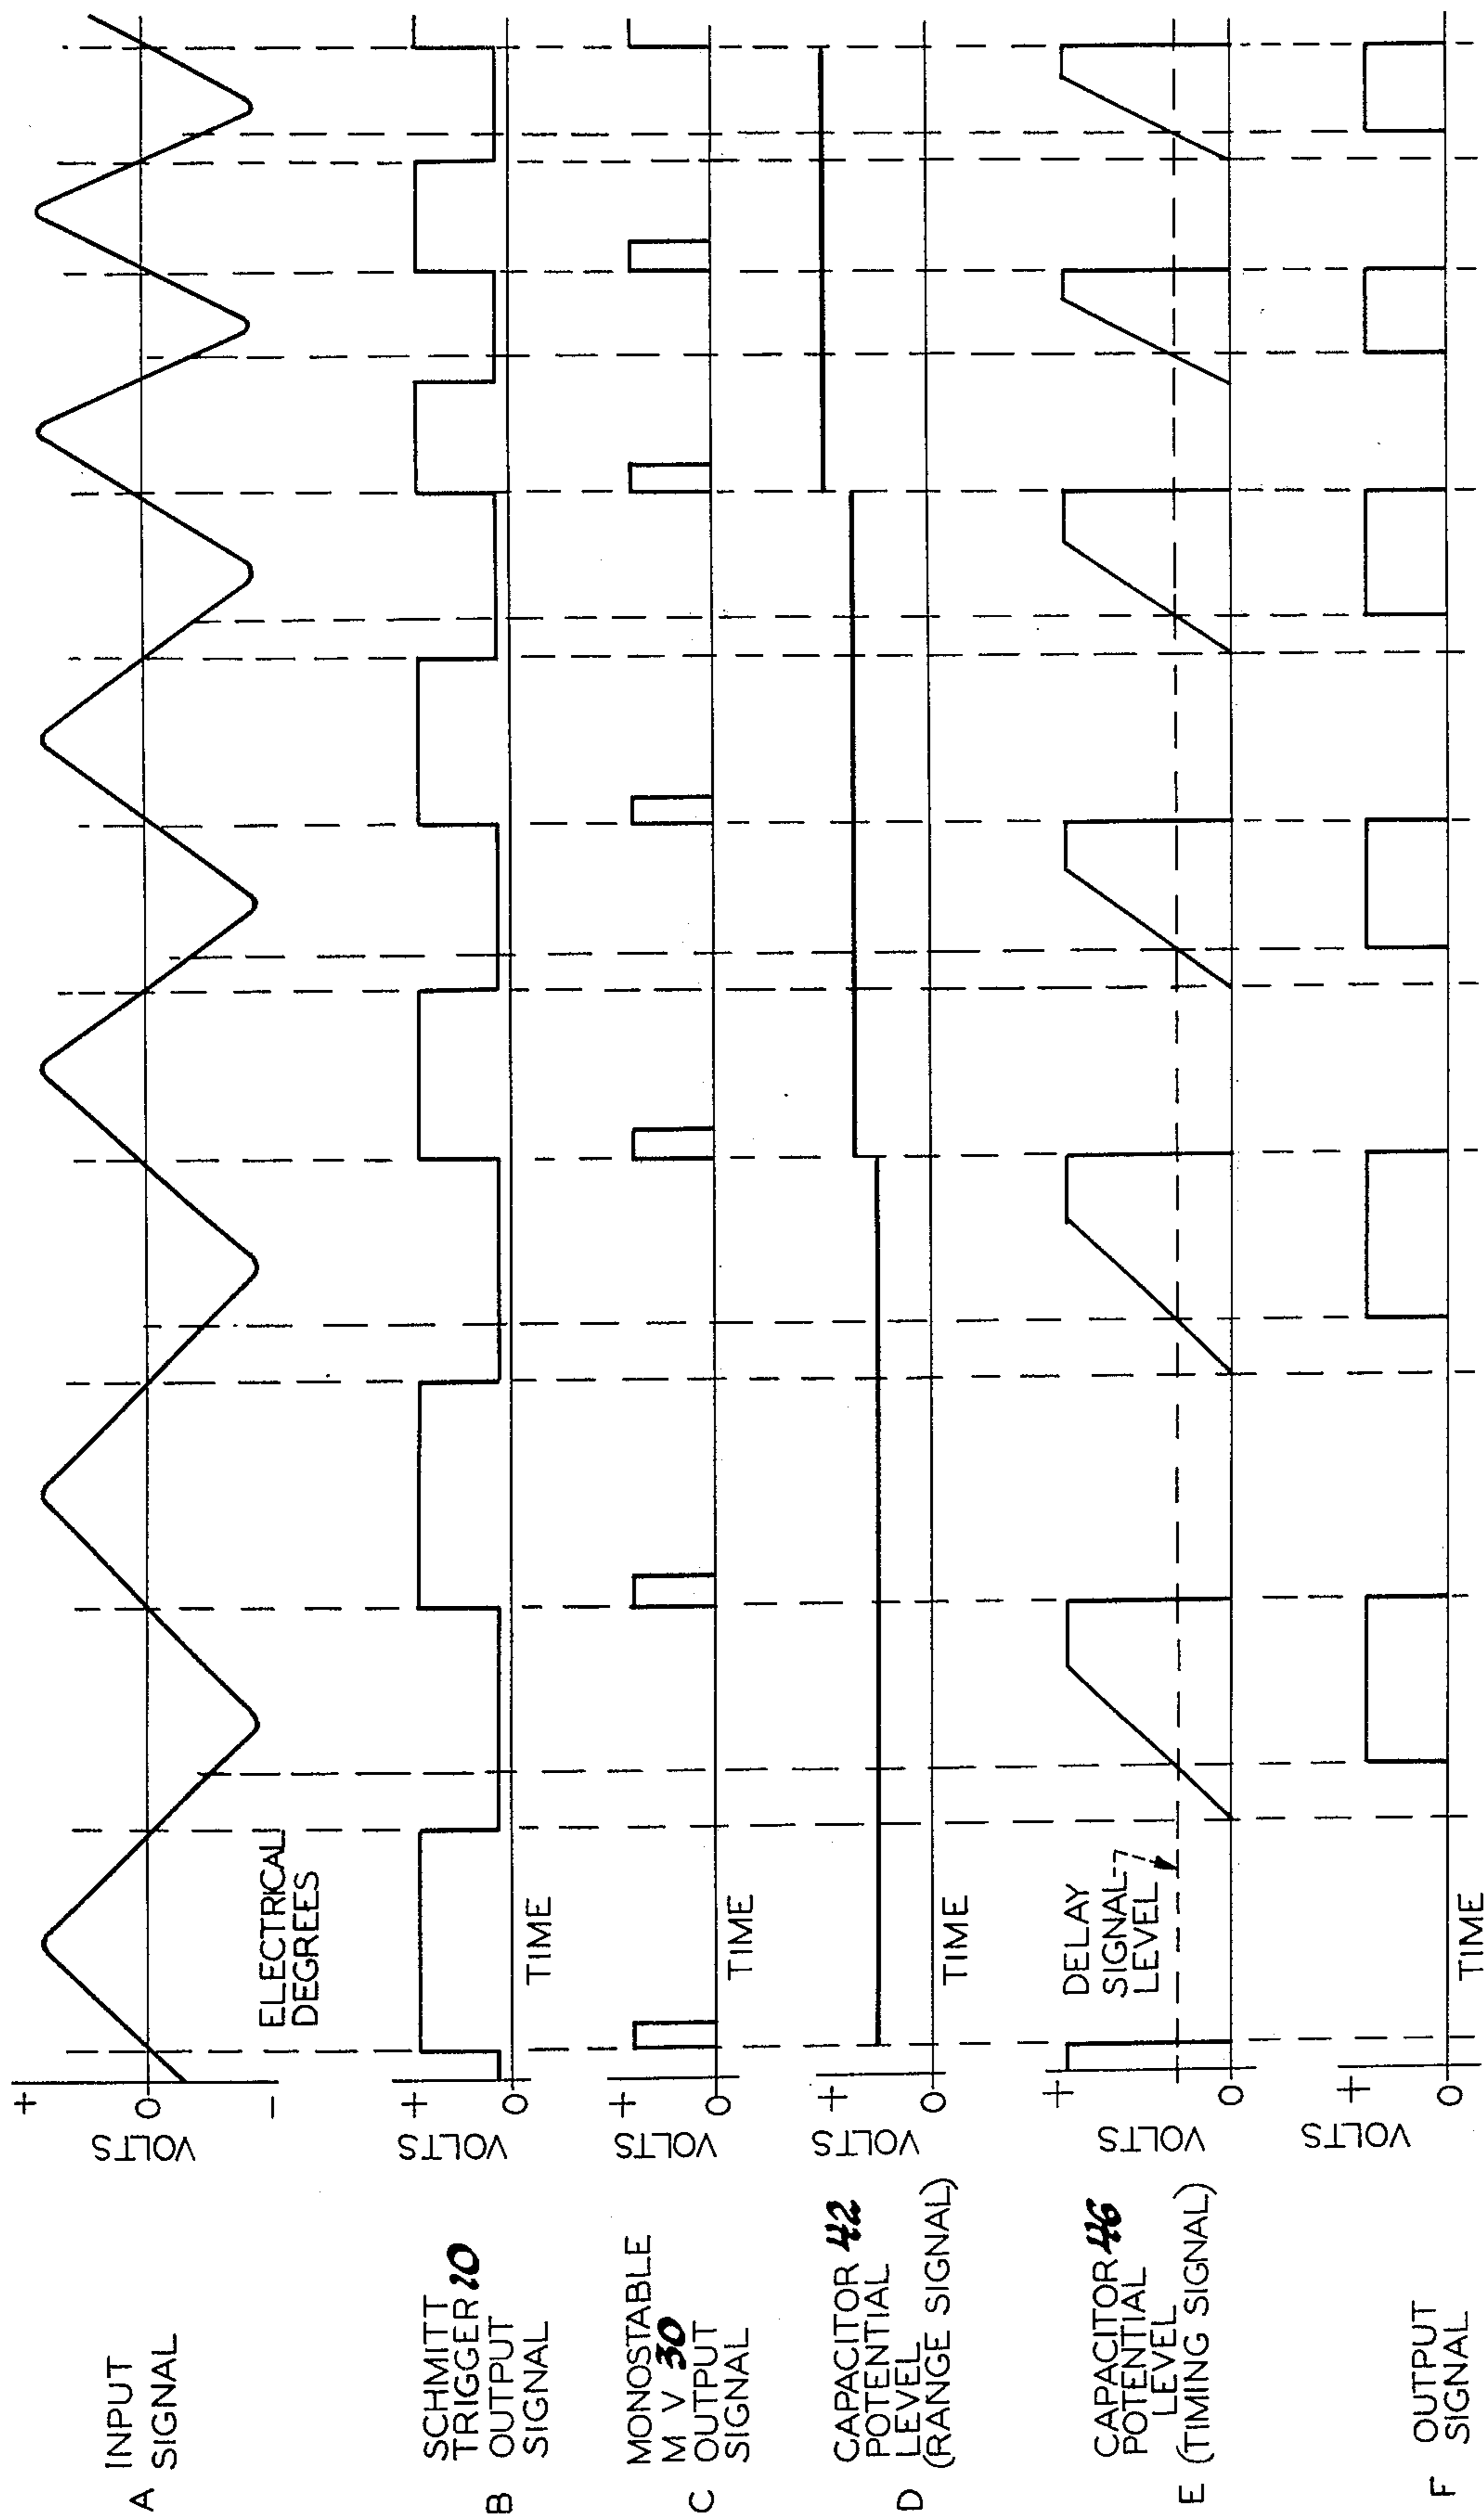 A INPUT
SIGNAL
VOLTS
+
0
−
ELECTRICAL
DEGREES
B SCHMITT
TRIGGER 10
OUTPUT
SIGNAL
VOLTS
+
0
TIME
C MONOSTABLE
M V 30
OUTPUT
SIGNAL
VOLTS
+
0
TIME
D CAPACITOR 42
POTENTIAL
LEVEL
(RANGE SIGNAL)
VOLTS
+
0
TIME
CAPACITOR 46
POTENTIAL
LEVEL
E (TIMING SIGNAL)
VOLTS
+
0
DELAY
SIGNAL
LEVEL
F OUTPUT
SIGNAL
VOLTS
+
0
TIME